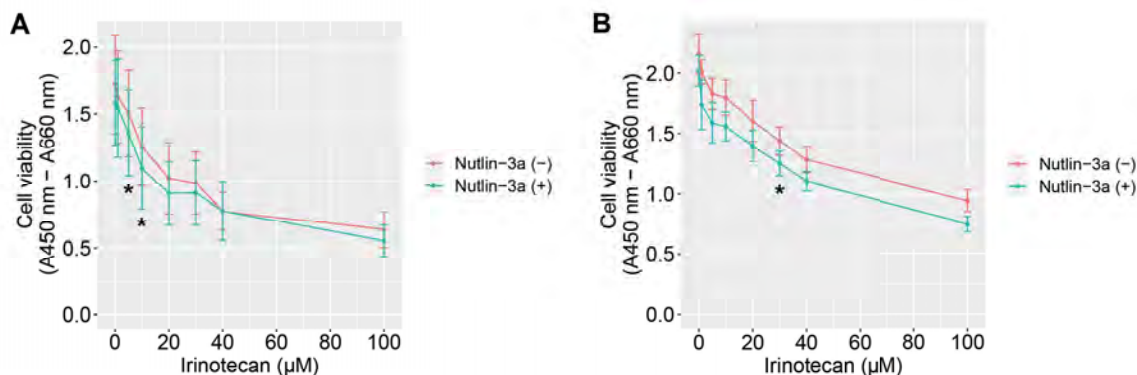 A
Cell viability
(A450 nm − A660 nm)
2.0
1.5
1.0
0.5
0.0
*
*
0 20 40 60 80 100
Irinotecan (μM)
Nutlin−3a (−)
Nutlin−3a (+)
B
Cell viability
(A450 nm − A660 nm)
2.0
1.5
1.0
0.5
0.0
*
0 20 40 60 80 100
Irinotecan (μM)
Nutlin−3a (−)
Nutlin−3a (+)